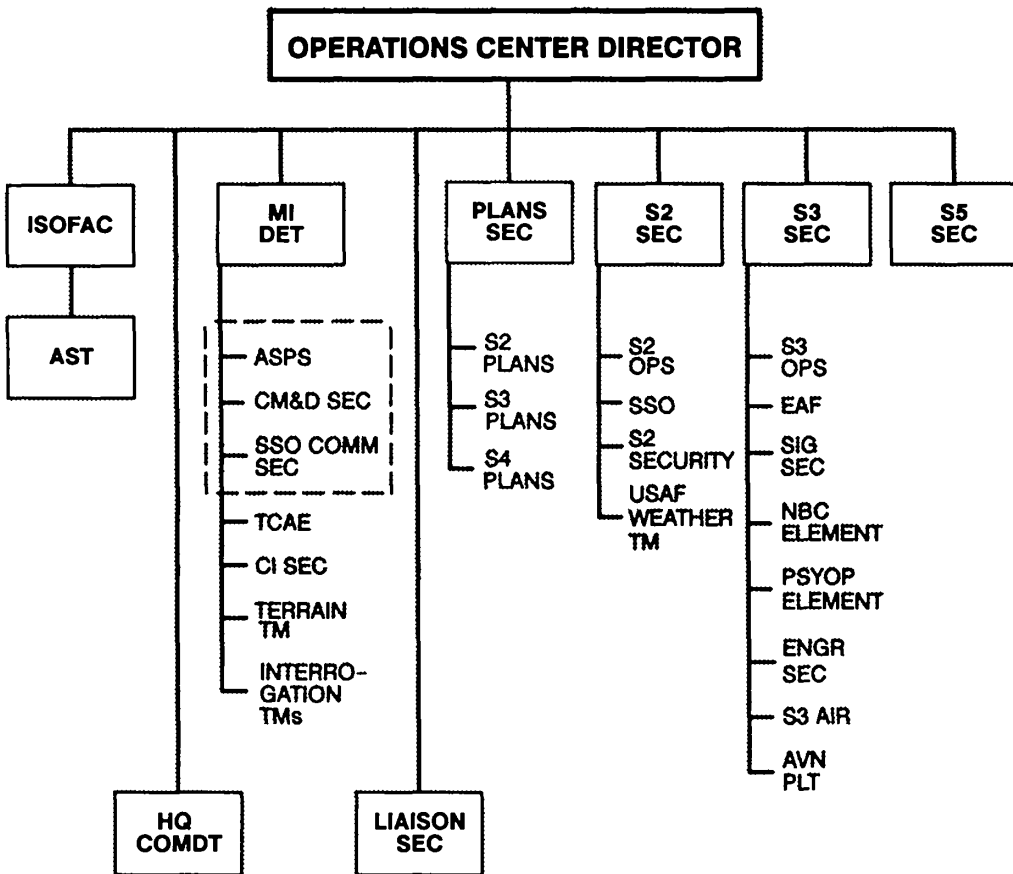 OPERATIONS CENTER DIRECTOR
ISOFAC
AST
HQ
COMDT
MI
DET
ASPS
CM&D SEC
SSO COMM
SEC
TCAE
CI SEC
TERRAIN
TM
INTERRO-
GATION
TMs
LIAISON
SEC
PLANS
SEC
S2
PLANS
S3
PLANS
S4
PLANS
S2
SEC
S2
OPS
SSO
S2
SECURITY
USAF
WEATHER
TM
S3
SEC
S3
OPS
EAF
SIG
SEC
NBC
ELEMENT
PSYOP
ELEMENT
ENGR
SEC
S3 AIR
AVN
PLT
S5
SEC